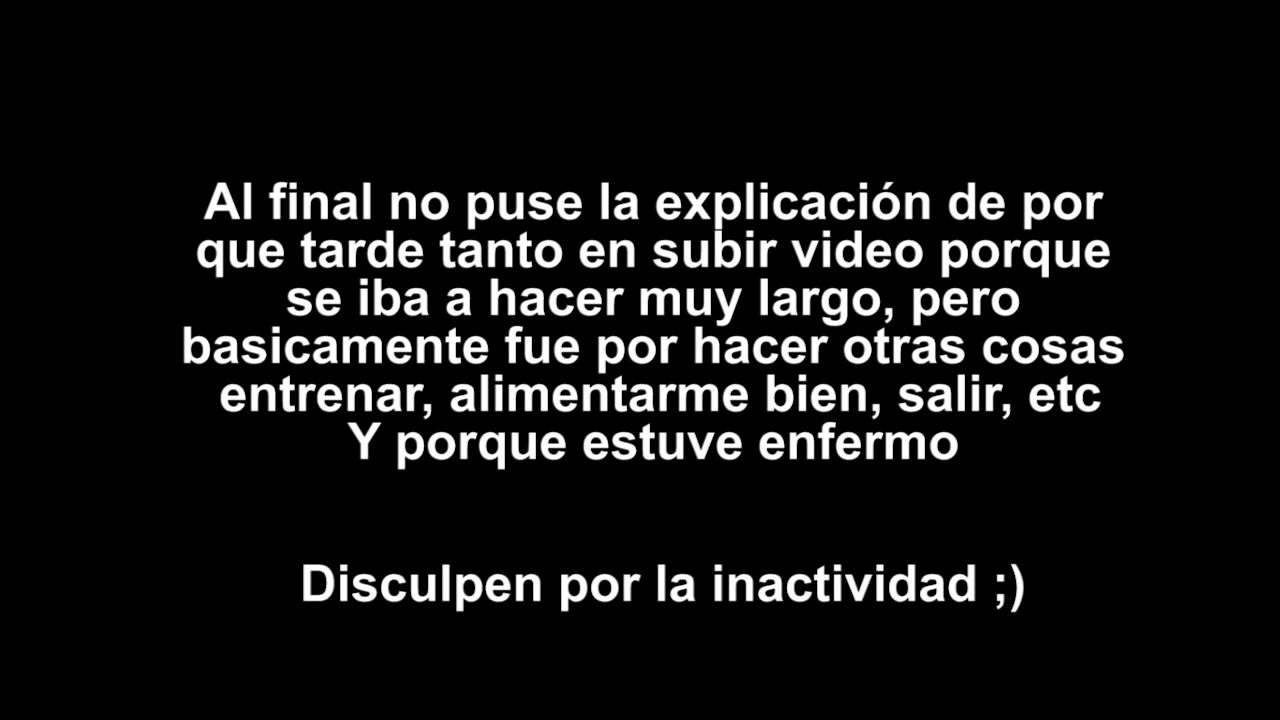 Al final no puse la explicación de por
que tarde tanto en subir video porque
se iba a hacer muy largo, pero
basicamente fue por hacer otras cosas
entrenar, alimentarme bien, salir, etc
Y porque estuve enfermo
Disculpen por la inactividad ;)